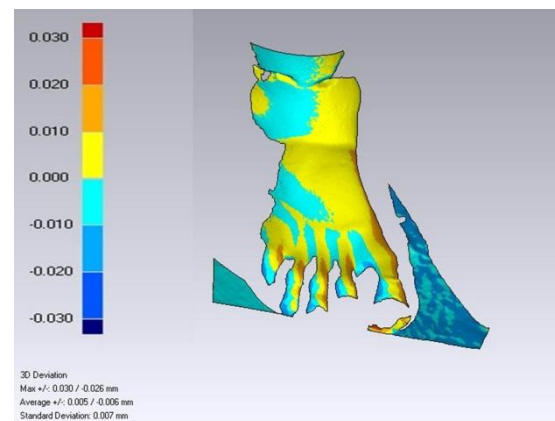 0.030
0.020
0.010
0.000
-0.010
-0.020
-0.030
3D Deviation
Max +/-: 0.030 / -0.026 mm
Average +/-: 0.005 / -0.006 mm
Standard Deviation: 0.007 mm